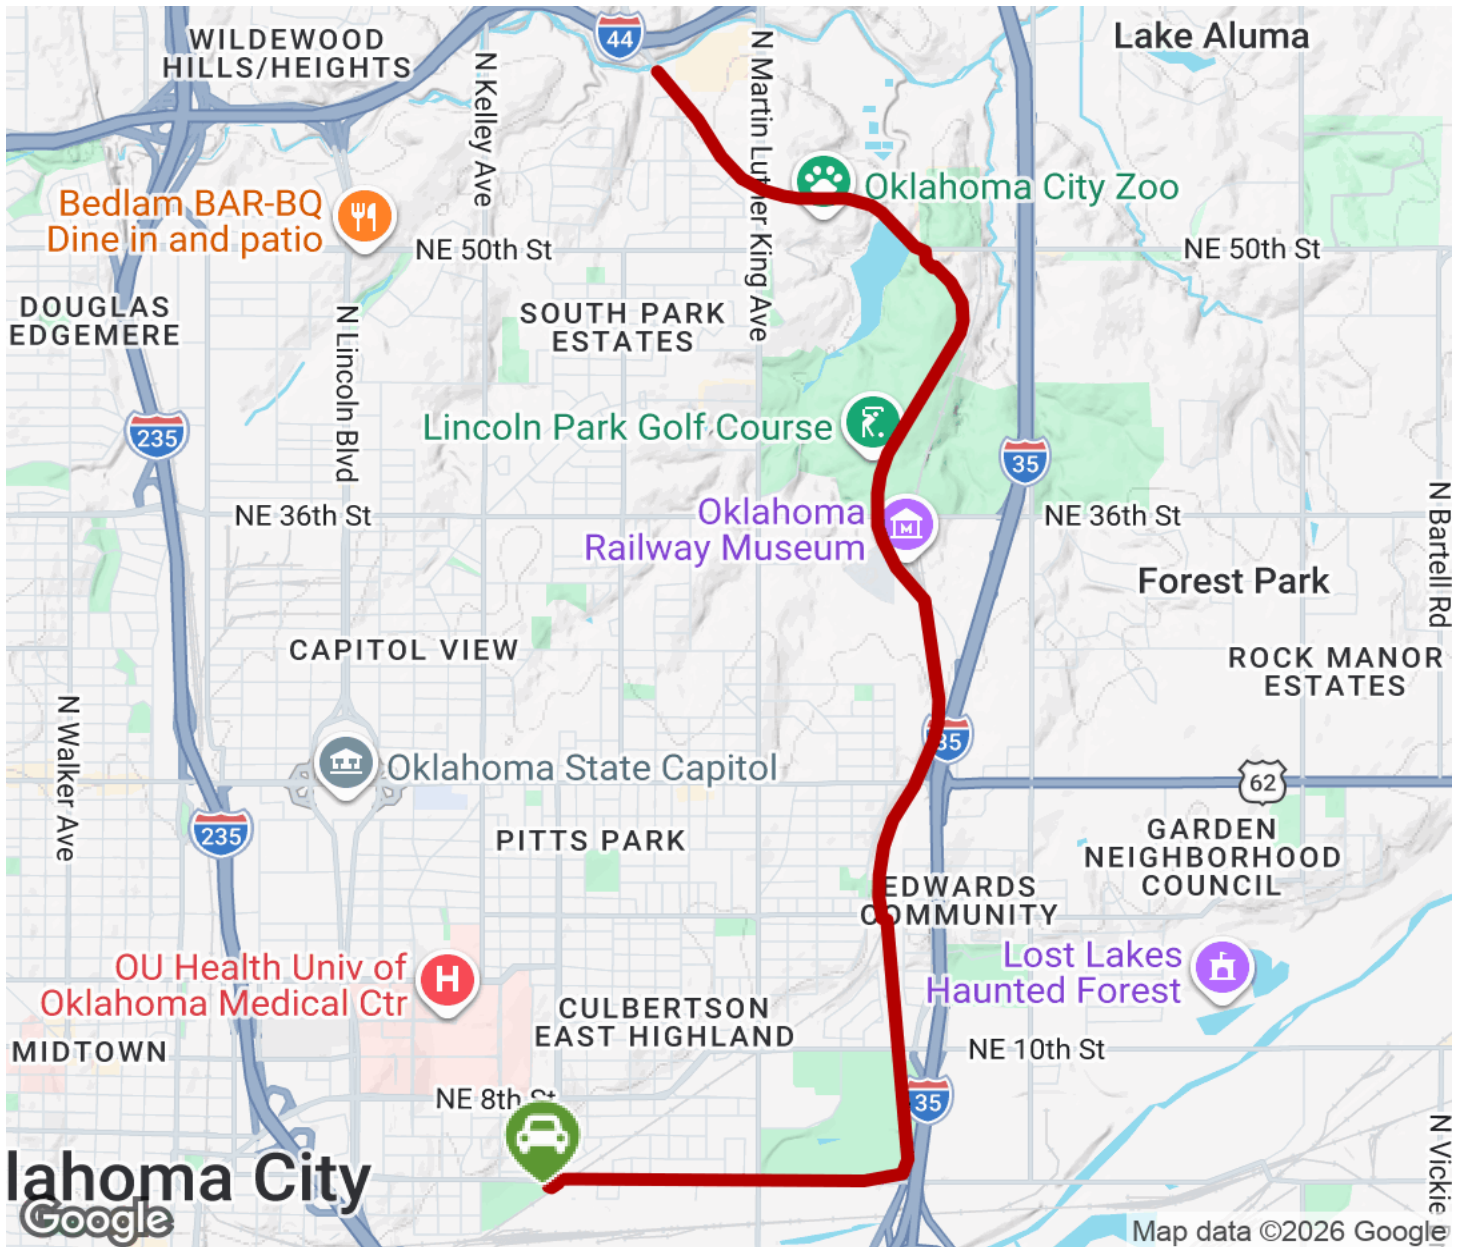 WILDEWOOD
HILLS/HEIGHTS
44
Lake Aluma
N Kelley Ave
N Martin Luther King Ave
Bedlam BAR-BQ
Dine in and patio
Oklahoma City Zoo
NE 50th St
NE 50th St
DOUGLAS
EDGEMERE
N Lincoln Blvd
SOUTH PARK
ESTATES
235
Lincoln Park Golf Course
35
NE 36th St
Oklahoma
Railway Museum
NE 36th St
N Bartell Rd
Forest Park
CAPITOL VIEW
ROCK MANOR
ESTATES
N Walker Ave
35
Oklahoma State Capitol
62
235
PITTS PARK
GARDEN
NEIGHBORHOOD
COUNCIL
EDWARDS
COMMUNITY
OU Health Univ of
Oklahoma Medical Ctr
H
Lost Lakes
Haunted Forest
CULBERTSON
EAST HIGHLAND
MIDTOWN
NE 10th St
NE 8th St
35
N Vickie
lahoma City
Google
Map data ©2026 Google